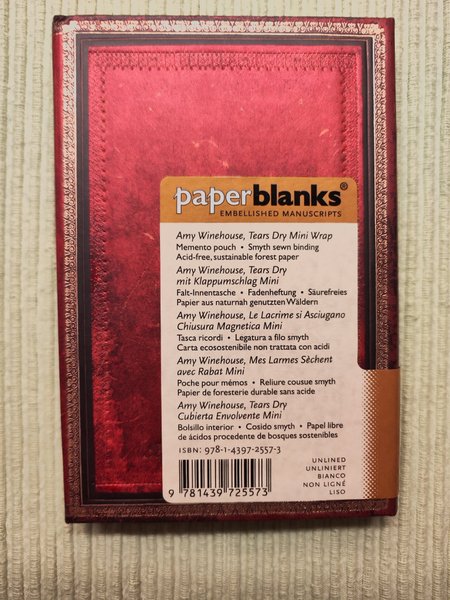 paperblanks®
EMBELLISHED MANUSCRIPTS
Amy Winehouse, Tears Dry Mini Wrap
Memento pouch • Smyth sewn binding
Acid-free, sustainable forest paper
Amy Winehouse, Tears Dry
mit Klappumschlag Mini
Falt-Innentasche • Fadenheftung • Säurefreies
Papier aus naturnah genutzten Wäldern
Amy Winehouse, Le Lacrime si Asciugano
Chiusura Magnetica Mini
Tasca ricordi • Legatura a filo smyth
Carta ecosostenibile non trattata con acidi
Amy Winehouse, Mes Larmes Sèchent
avec Rabat Mini
Poche pour mémos • Reliure cousue smyth
Papier de foresterie durable sans acide
Amy Winehouse, Tears Dry
Cubierta Envolvente Mini
Bolsillo interior • Cosido smyth • Papel libre
de ácidos procedente de bosques sostenibles
ISBN: 978-1-4397-2557-3
UNLINED
UNLINIERT
BIANCO
NON LIGNÉ
LISO
9 781439 725573